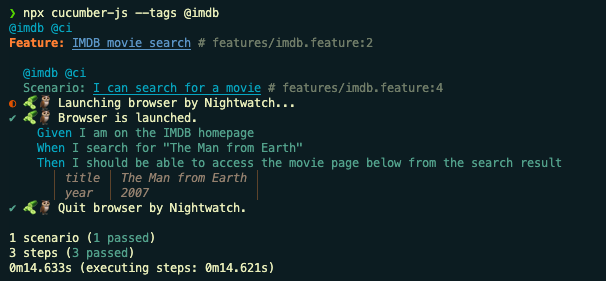 ❯ npx cucumber-js --tags @imdb
@imdb @ci
Feature: IMDB movie search # features/imdb.feature:2
@imdb @ci
Scenario: I can search for a movie # features/imdb.feature:4
◐ 🥒🦉 Launching browser by Nightwatch...
✔ 🥒🦉 Browser is launched.
Given I am on the IMDB homepage
When I search for "The Man from Earth"
Then I should be able to access the movie page below from the search result
| title | The Man from Earth |
| year | 2007 |
✔ 🥒🦉 Quit browser by Nightwatch.
1 scenario (1 passed)
3 steps (3 passed)
0m14.633s (executing steps: 0m14.621s)